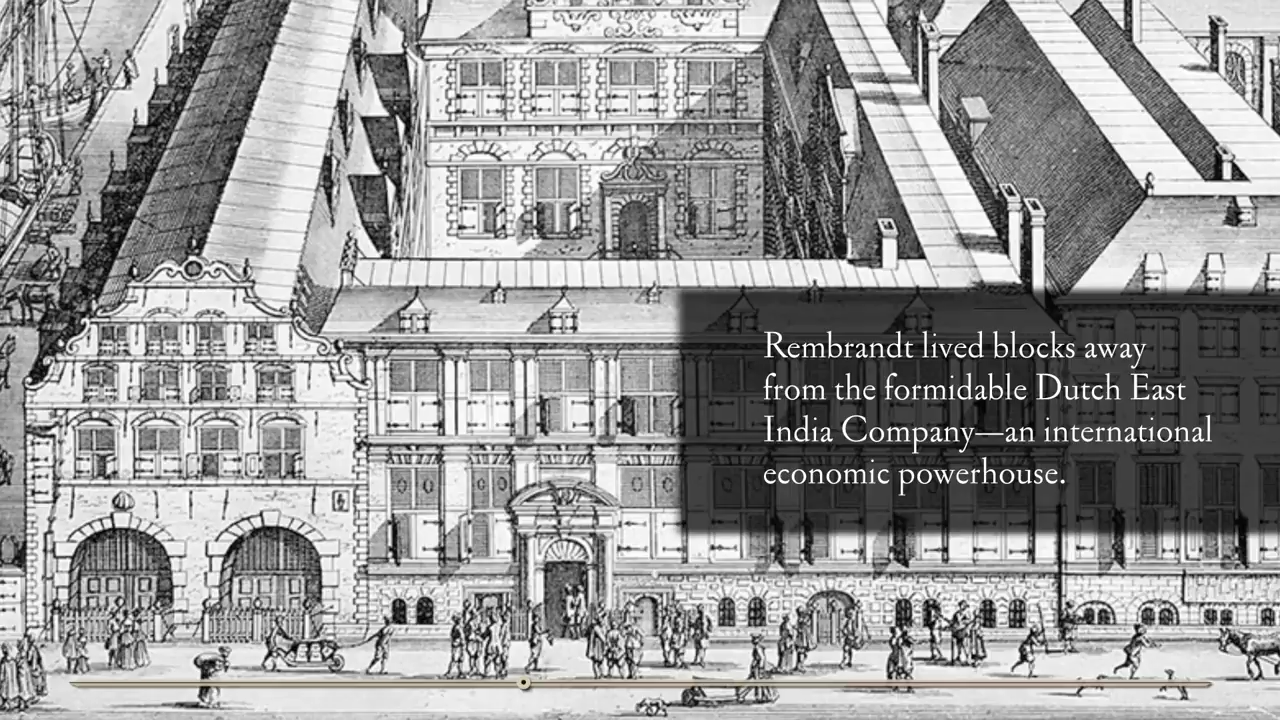 Rembrandt lived blocks away
from the formidable Dutch East
India Company—an international
economic powerhouse.